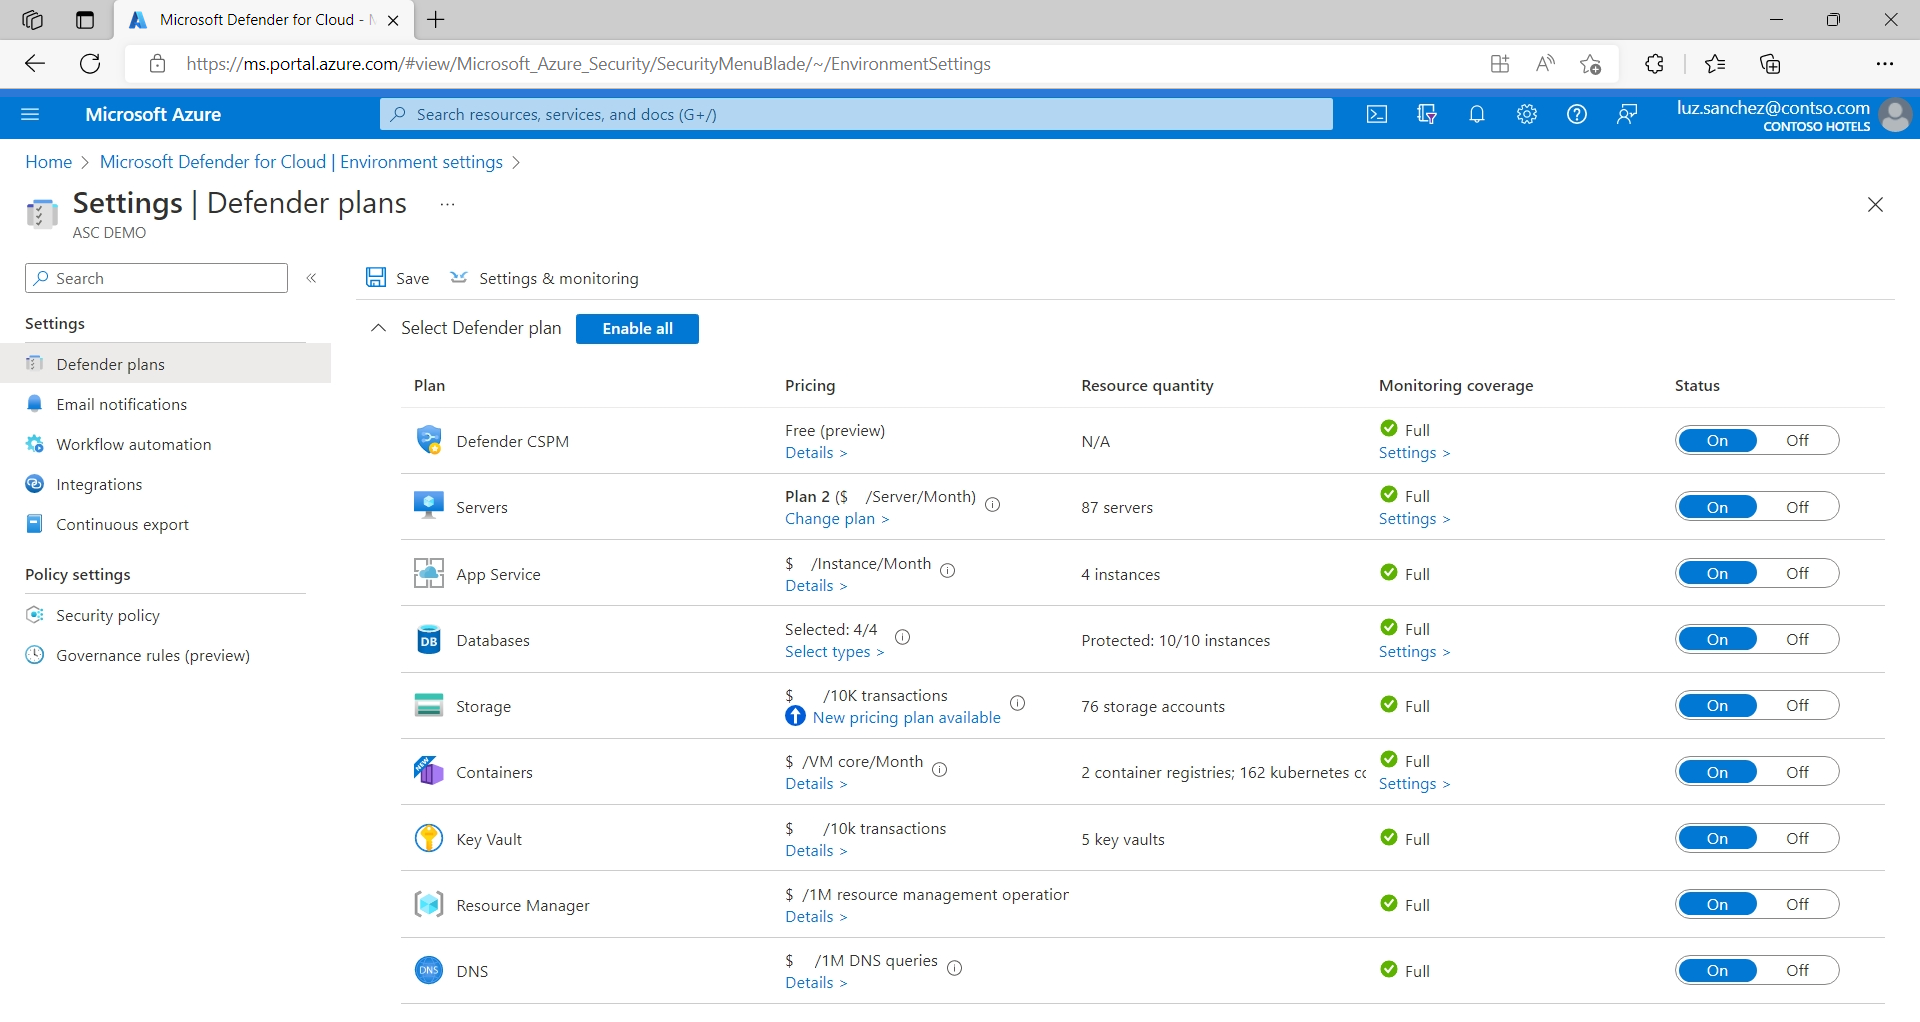 Microsoft Defender for Cloud - M
https://ms.portal.azure.com/#view/Microsoft_Azure_Security/SecurityMenuBlade/~/EnvironmentSettings
Microsoft Azure
Search resources, services, and docs (G+/)
luz.sanchez@contso.com
CONTOSO HOTELS
Home > Microsoft Defender for Cloud | Environment settings >
Settings | Defender plans ...
ASC DEMO
Search
«
Save
Settings & monitoring
Settings
Defender plans
Email notifications
Workflow automation
Integrations
Continuous export
Policy settings
Security policy
Governance rules (preview)
Select Defender plan
Enable all
Plan Pricing Resource quantity Monitoring coverage Status
Defender CSPM Free (preview) N/A Full On Off
Details > Settings >
Servers Plan 2 ($ /Server/Month) 87 servers Full On Off
Change plan > Settings >
App Service $ /Instance/Month 4 instances Full On Off
Details >
DB Databases Selected: 4/4 Protected: 10/10 instances Full On Off
Select types > Settings >
Storage $ /10K transactions 76 storage accounts Full On Off
New pricing plan available
NEW Containers $ /VM core/Month 2 container registries; 162 kubernetes cc Full On Off
Details > Settings >
Key Vault $ /10k transactions 5 key vaults Full On Off
Details >
Resource Manager $ /1M resource management operation Full On Off
Details >
DNS DNS $ /1M DNS queries Full On Off
Details >